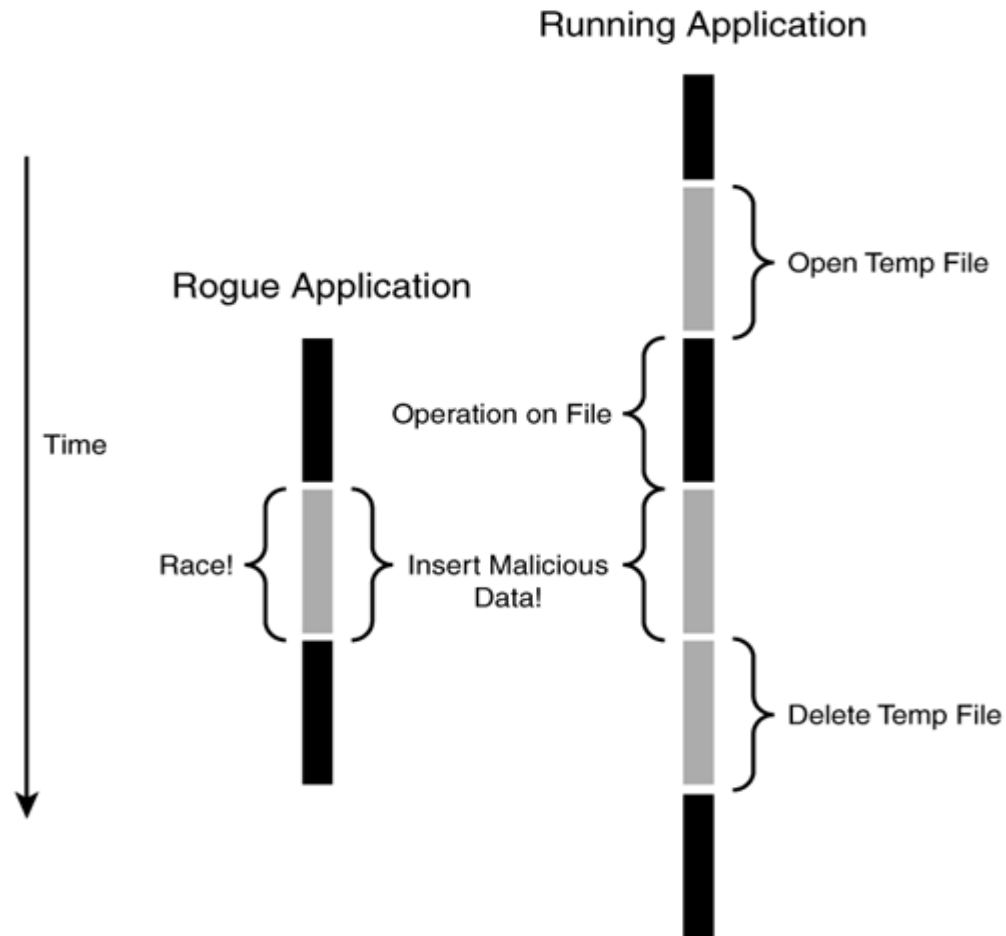 Running Application
Open Temp File
Rogue Application
Operation on File
Time
Race!
Insert Malicious
Data!
Delete Temp File